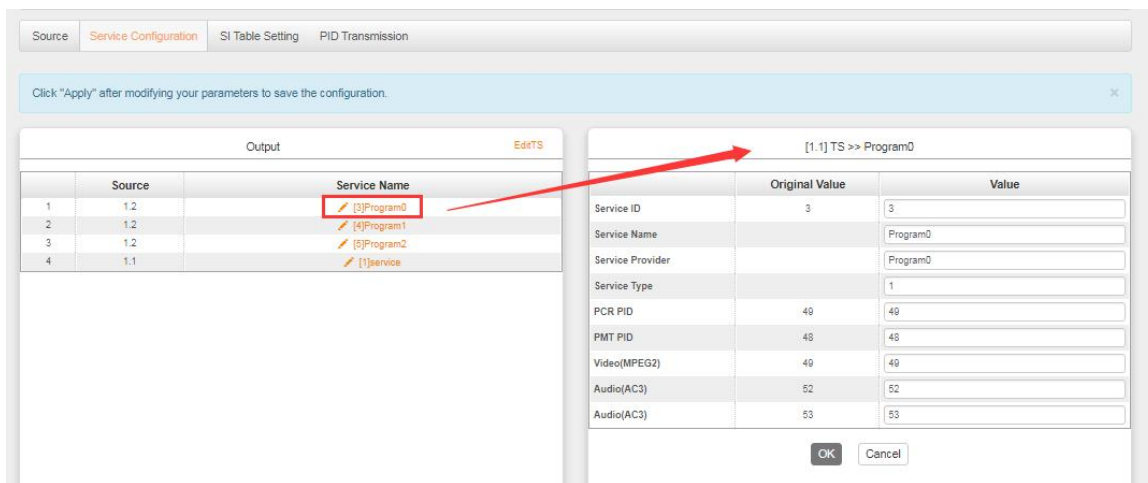 Source Service Configuration SI Table Setting PID Transmission
Click "Apply" after modifying your parameters to save the configuration. ×
Output EditTS
Source Service Name
1 1.2 [3]Program0
2 1.2 [4]Program1
3 1.2 [5]Program2
4 1.1 [1]service
[1.1] TS >> Program0
Original Value Value
Service ID 3 3
Service Name Program0
Service Provider Program0
Service Type 1
PCR PID 49 49
PMT PID 48 48
Video(MPEG2) 49 49
Audio(AC3) 52 52
Audio(AC3) 53 53
OK Cancel